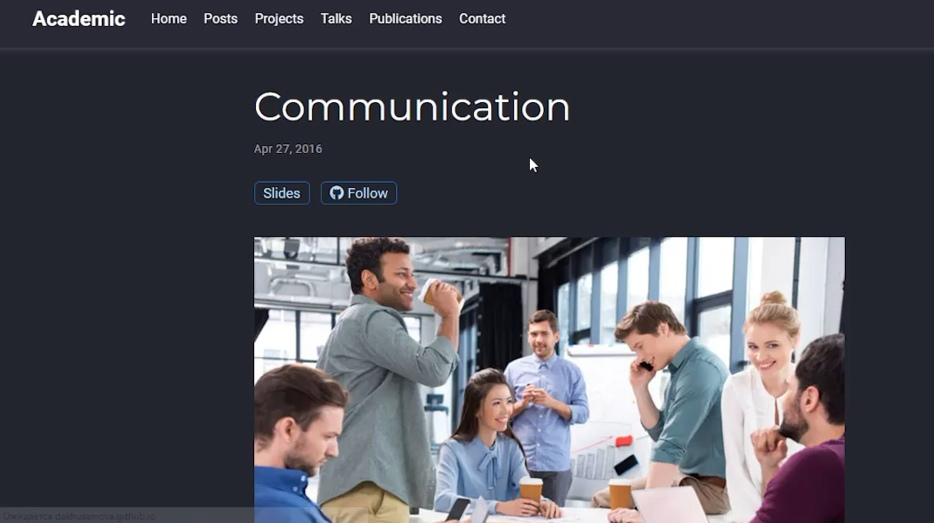 Academic Home Posts Projects Talks Publications Contact
Communication
Apr 27, 2016
Slides Follow